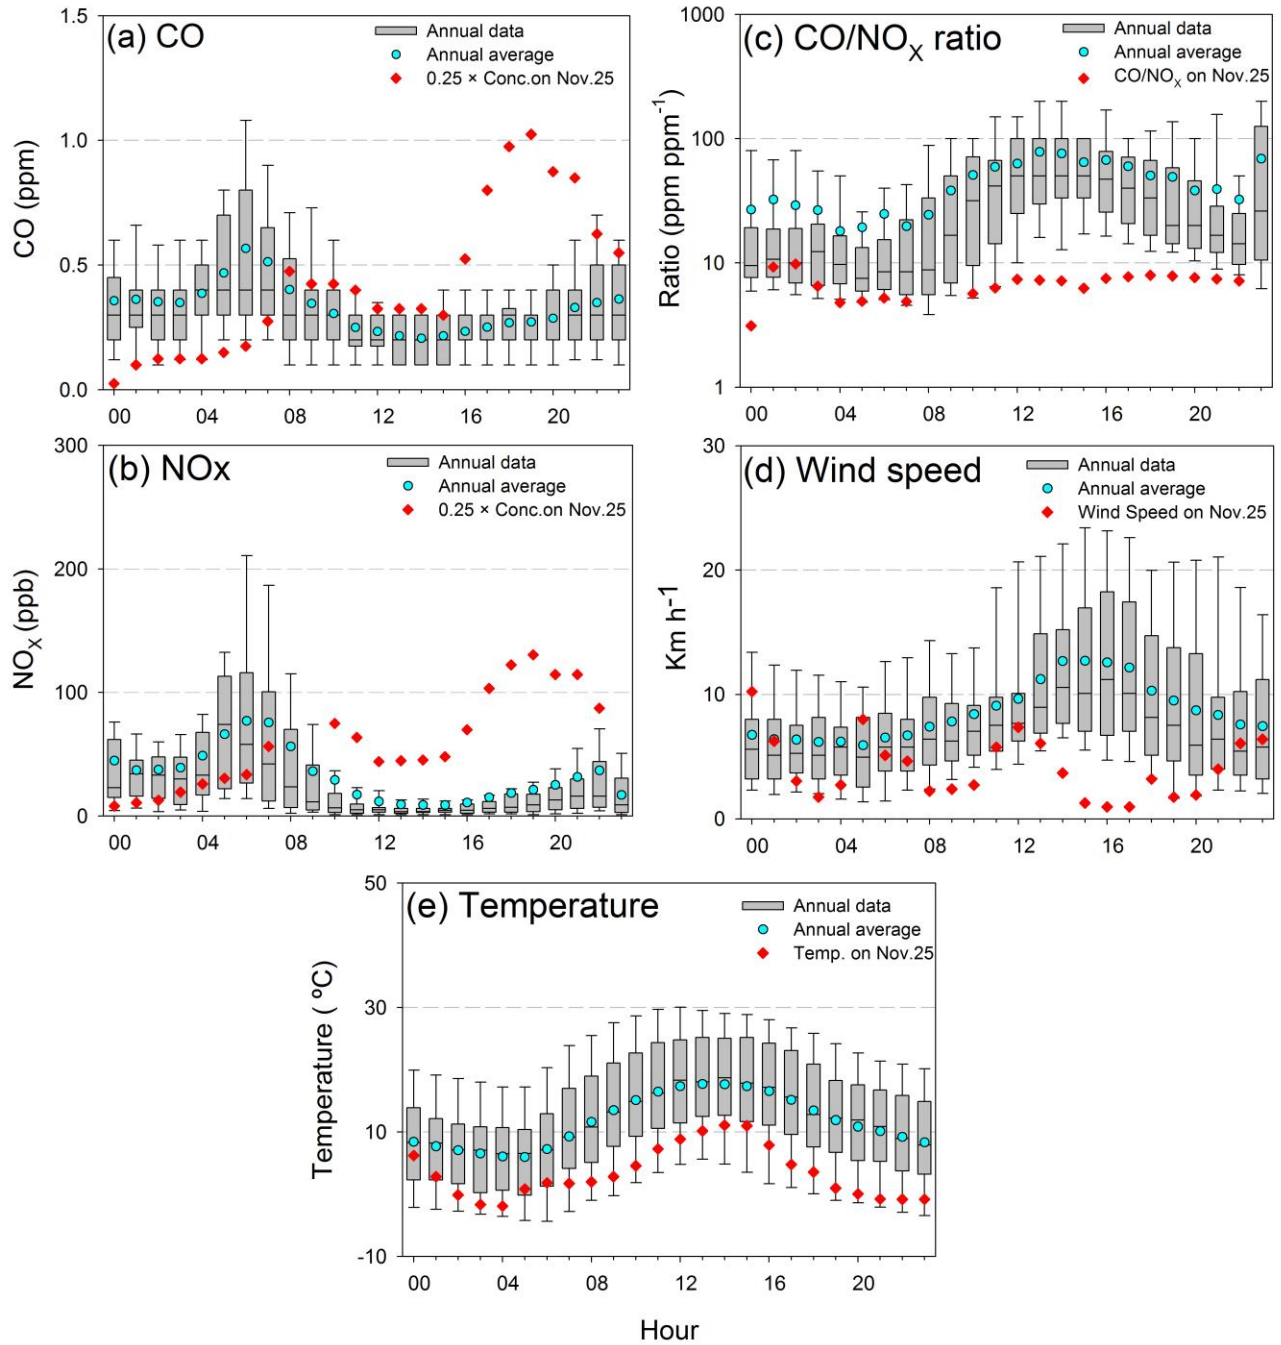 (a) CO
Annual data
Annual average
0.25 × Conc.on Nov.25
CO (ppm)
1.5
1.0
0.5
0.0
00 04 08 12 16 20
(c) CO/NOX ratio
Annual data
Annual average
CO/NOX on Nov.25
Ratio (ppm ppm-1)
1000
100
10
1
00 04 08 12 16 20
(b) NOx
Annual data
Annual average
0.25 × Conc.on Nov.25
NOX (ppb)
300
200
100
0
00 04 08 12 16 20
(d) Wind speed
Annual data
Annual average
Wind Speed on Nov.25
Km h-1
30
20
10
0
00 04 08 12 16 20
(e) Temperature
Annual data
Annual average
Temp. on Nov.25
Temperature ( ºC)
50
30
10
-10
00 04 08 12 16 20
Hour